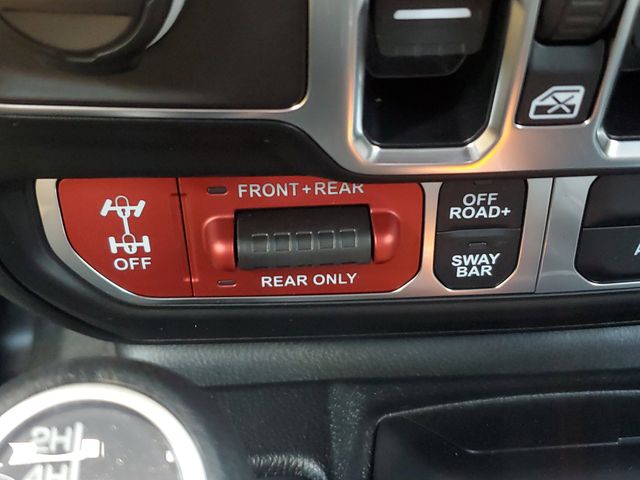 FRONT+REAR
OFF
REAR ONLY
OFF
ROAD+
SWAY
BAR
A
2H
4H